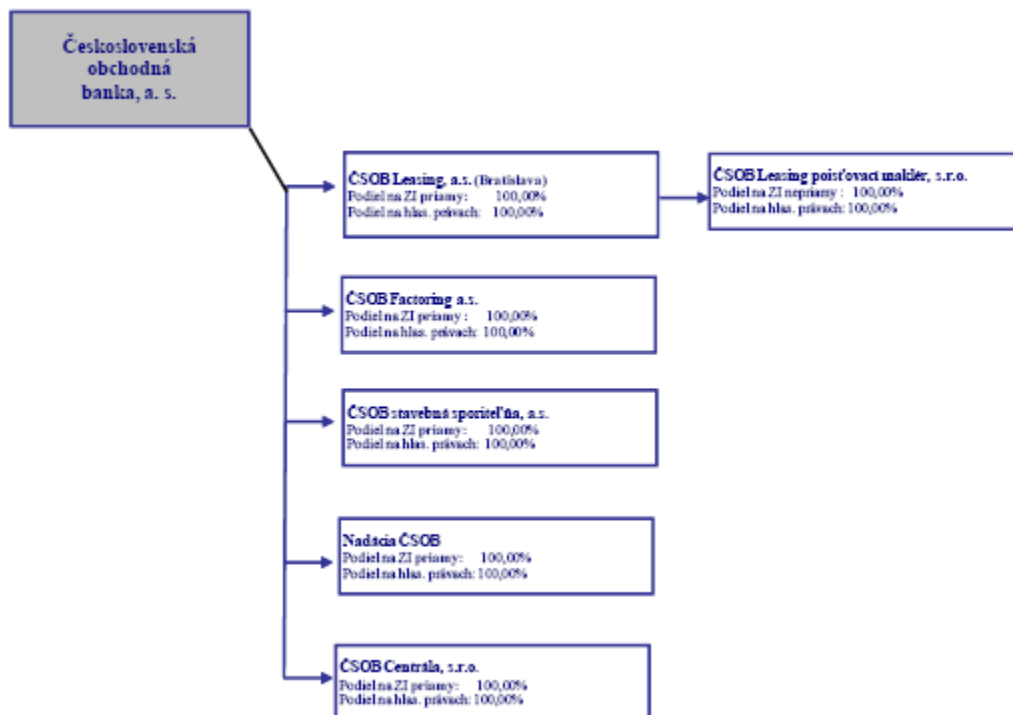 Československá
obchodná
banka, a. s.
ČSOB Leasing, a.s. (Bratislava)
Podiel na ZI priamy: 100,00%
Podiel na hlas. právach: 100,00%
ČSOB Leasing poisťovací maklér, s.r.o.
Podiel na ZI nepriamy : 100,00%
Podiel na hlas. právach: 100,00%
ČSOB Factoring a.s.
Podiel na ZI priamy : 100,00%
Podiel na hlas. právach: 100,00%
ČSOB stavebná sporiteľňa, a.s.
Podiel na ZI priamy: 100,00%
Podiel na hlas. právach: 100,00%
Nadácia ČSOB
Podiel na ZI priamy: 100,00%
Podiel na hlas. právach: 100,00%
ČSOB Centrála, s.r.o.
Podiel na ZI priamy: 100,00%
Podiel na hlas. právach: 100,00%